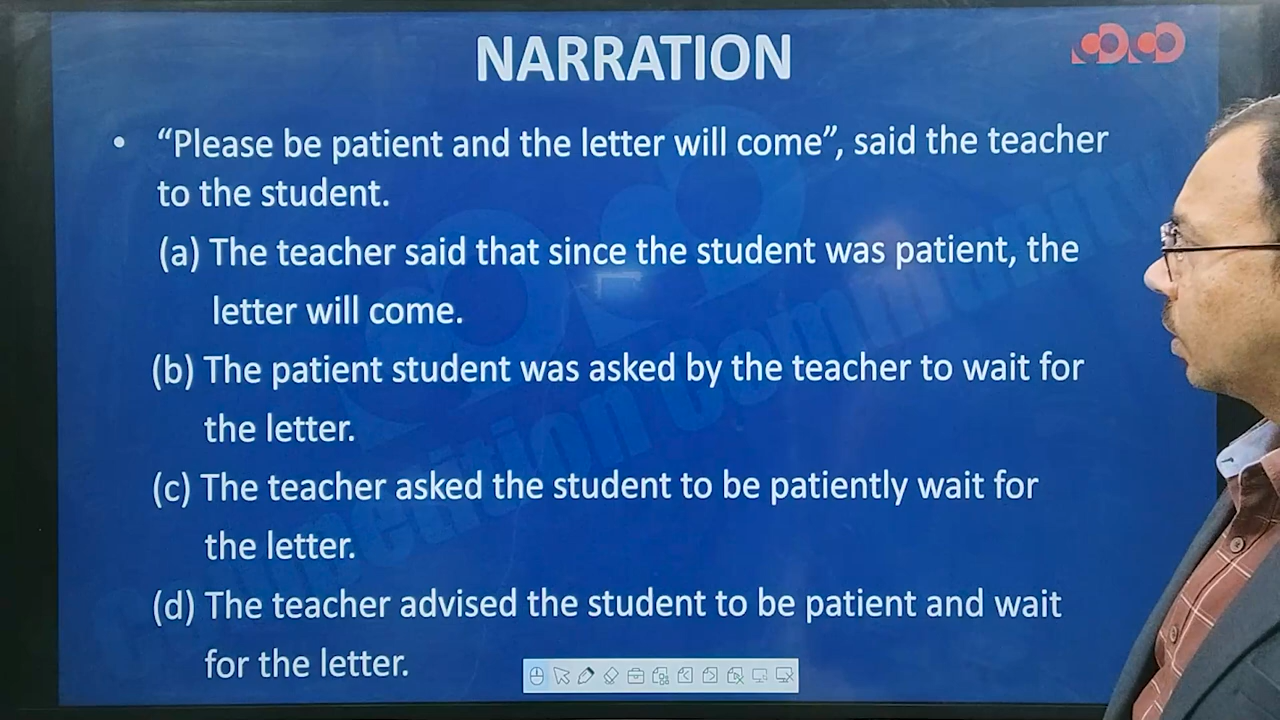 NARRATION
• “Please be patient and the letter will come”, said the teacher
to the student.
(a) The teacher said that since the student was patient, the
letter will come.
(b) The patient student was asked by the teacher to wait for
the letter.
(c) The teacher asked the student to be patiently wait for
the letter.
(d) The teacher advised the student to be patient and wait
for the letter.